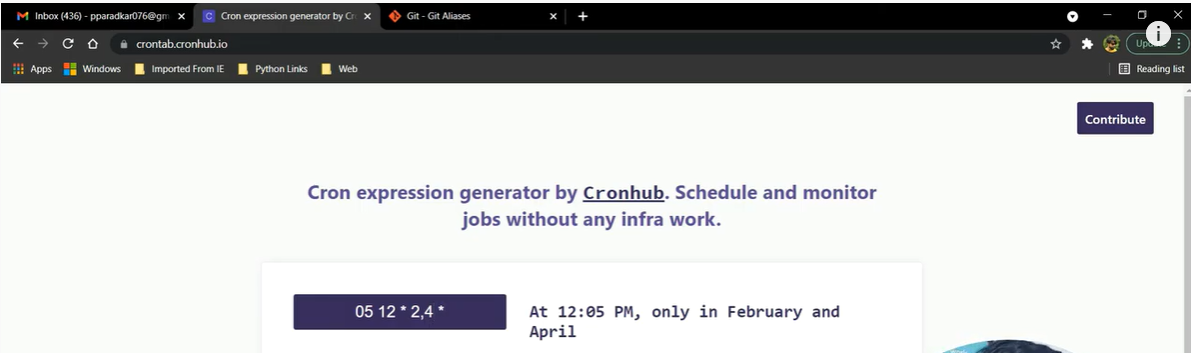 Inbox (436) - pparadkar076@gm
Cron expression generator by Cr
Git - Git Aliases
crontab.cronhub.io
Apps Windows Imported From IE Python Links Web Reading list
Contribute
Cron expression generator by Cronhub. Schedule and monitor
jobs without any infra work.
05 12 * 2,4 *
At 12:05 PM, only in February and
April